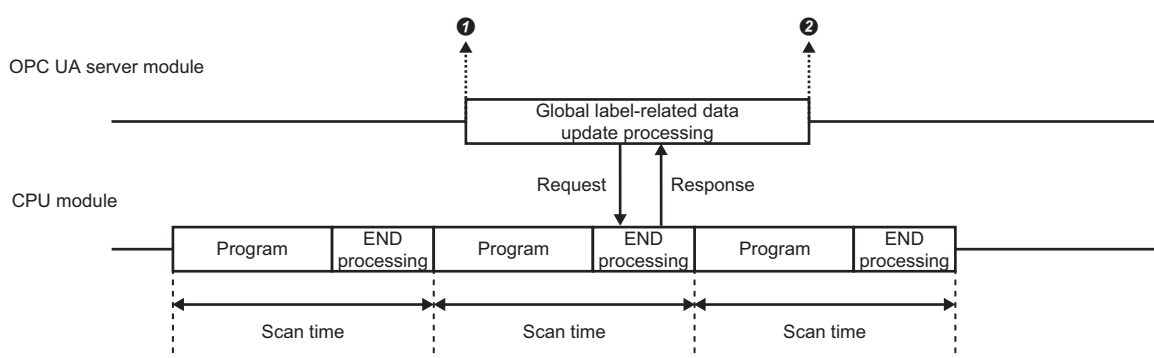 ❶ ❷
OPC UA server module
Global label-related data
update processing
Request Response
CPU module
Program END processing Program END processing Program END processing
Scan time Scan time Scan time